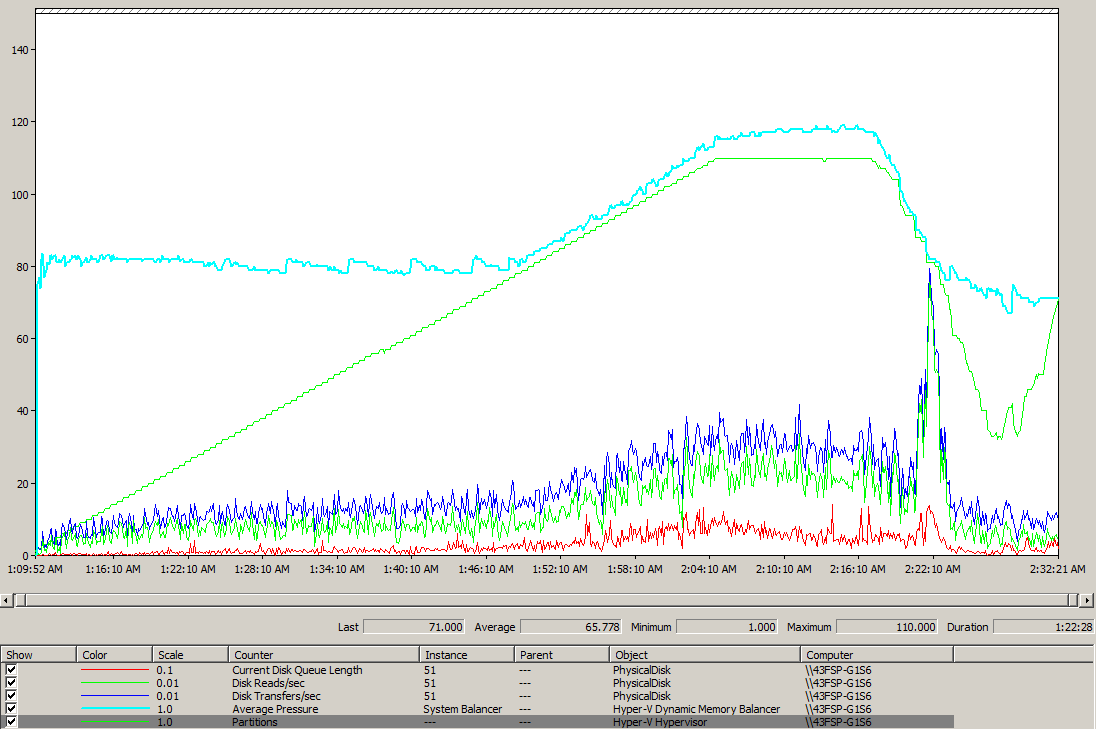 140
120
100
80
60
40
20
0
1:09:52 AM 1:16:10 AM 1:22:10 AM 1:28:10 AM 1:34:10 AM 1:40:10 AM 1:46:10 AM 1:52:10 AM 1:58:10 AM 2:04:10 AM 2:10:10 AM 2:16:10 AM 2:22:10 AM 2:32:21 AM
Last 71.000 Average 65.778 Minimum 1.000 Maximum 110.000 Duration 1:22:28
Show Color Scale Counter Instance Parent Object Computer
0.1 Current Disk Queue Length 51 --- PhysicalDisk \\43FSP-G1S6
0.01 Disk Reads/sec 51 --- PhysicalDisk \\43FSP-G1S6
0.01 Disk Transfers/sec 51 --- PhysicalDisk \\43FSP-G1S6
1.0 Average Pressure System Balancer --- Hyper-V Dynamic Memory Balancer \\43FSP-G1S6
1.0 Partitions --- --- Hyper-V Hypervisor \\43FSP-G1S6